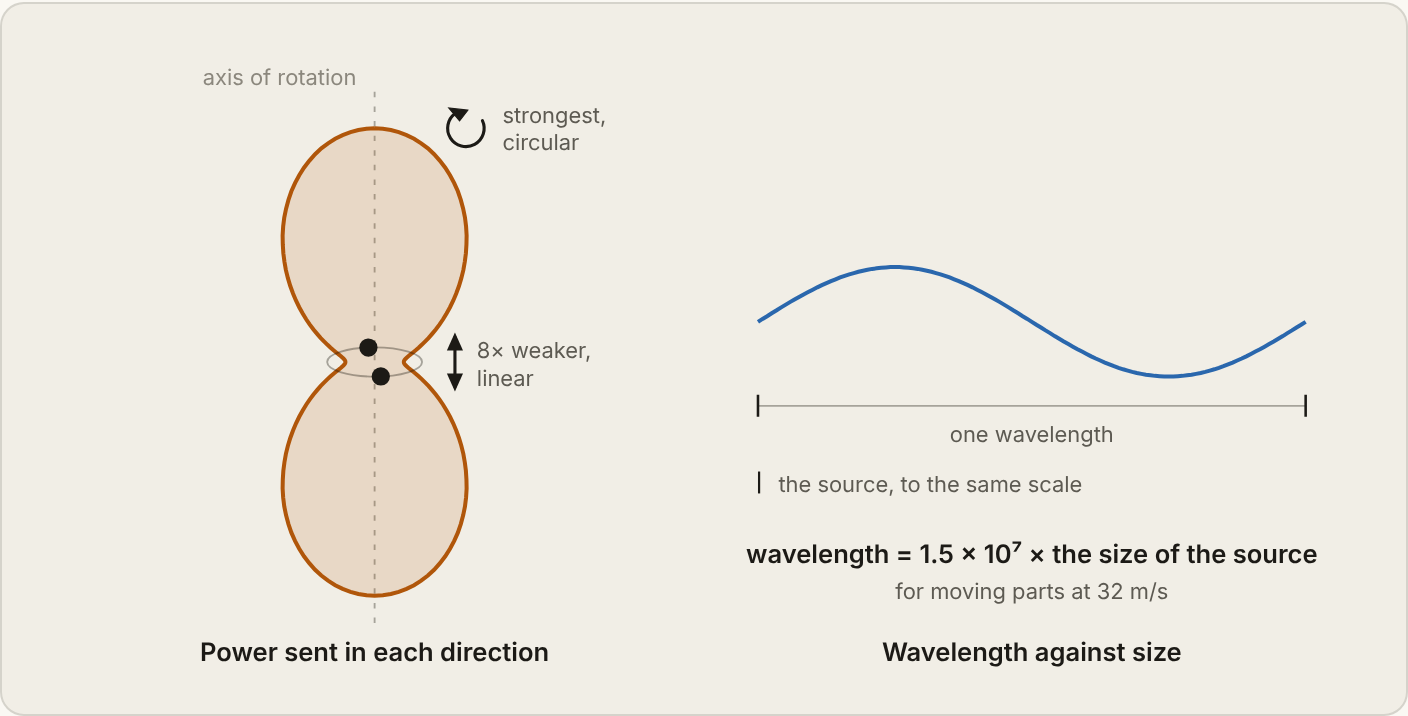 axis of rotation
strongest,
circular
8× weaker,
linear
Power sent in each direction
one wavelength
the source, to the same scale
wavelength = 1.5 × 10⁷ × the size of the source
for moving parts at 32 m/s
Wavelength against size